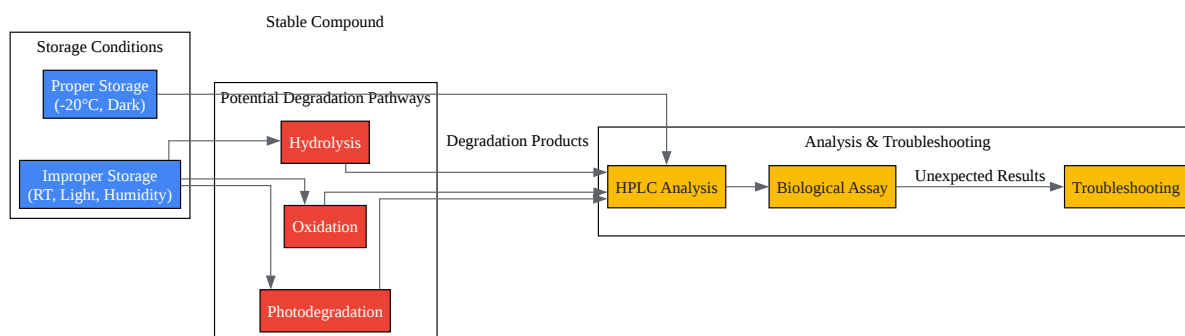 Stable Compound
Storage Conditions
Proper Storage
(-20°C, Dark)
Improper Storage
(RT, Light, Humidity)
Potential Degradation Pathways
Hydrolysis
Oxidation
Photodegradation
Degradation Products
Analysis & Troubleshooting
HPLC Analysis
Biological Assay
Unexpected Results
Troubleshooting